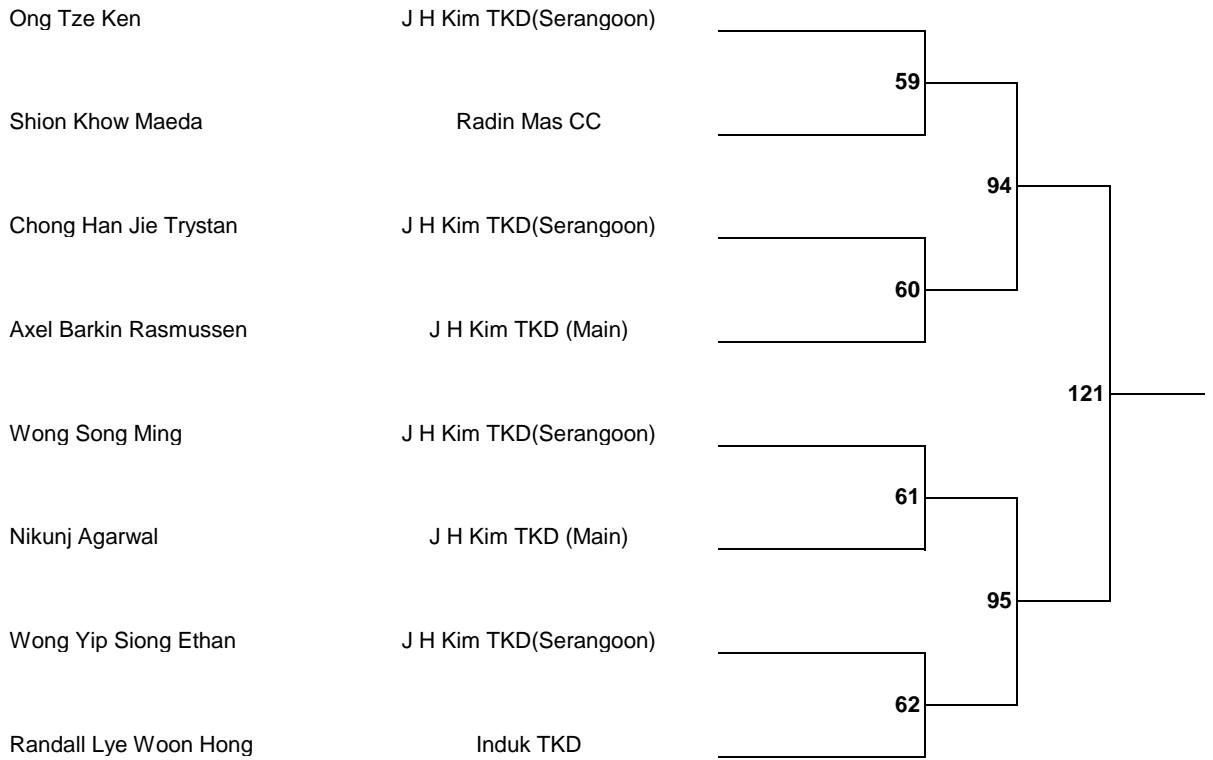 Ong Tze Ken J H Kim TKD(Serangoon)
59
Shion Khow Maeda Radin Mas CC
94
Chong Han Jie Trystan J H Kim TKD(Serangoon)
60
Axel Barkin Rasmussen J H Kim TKD (Main)
121
Wong Song Ming J H Kim TKD(Serangoon)
61
Nikunj Agarwal J H Kim TKD (Main)
95
Wong Yip Siong Ethan J H Kim TKD(Serangoon)
62
Randall Lye Woon Hong Induk TKD